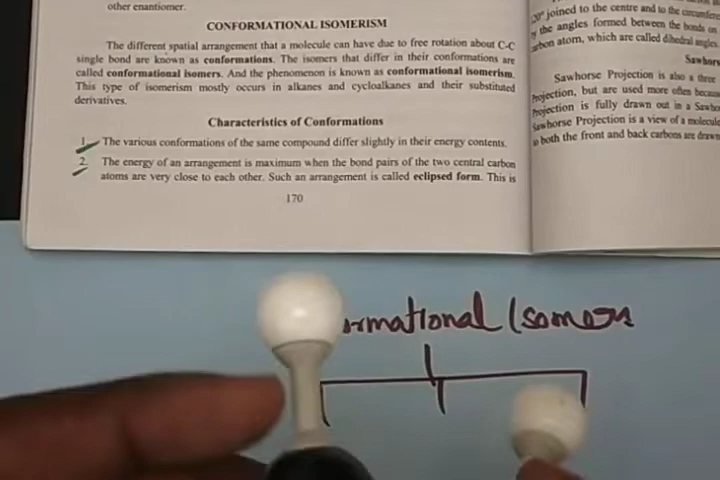 other enantiomer.
CONFORMATIONAL ISOMERISM
The different spatial arrangement that a molecule can have due to free rotation about C-C
single bond are known as conformations. The isomers that differ in their conformations are
called conformational isomers. And the phenomenon is known as conformational isomerism.
This type of isomerism mostly occurs in alkanes and cycloalkanes and their substituted
derivatives.
Characteristics of Conformations
1. The various conformations of the same compound differ slightly in their energy contents.
2. The energy of an arrangement is maximum when the bond pairs of the two central carbon
atoms are very close to each other. Such an arrangement is called eclipsed form. This is
170
joined to the centre and to the
the angles formed between the bonds on
atom, which are called dihedral angles
Sawhors
Sawhorse Projection is also a three
projection, but are used more often
projection is fully drawn out in a
Sawhorse Projection is a view of a molecule
both the front and back carbons are drawn
rmational Isomers